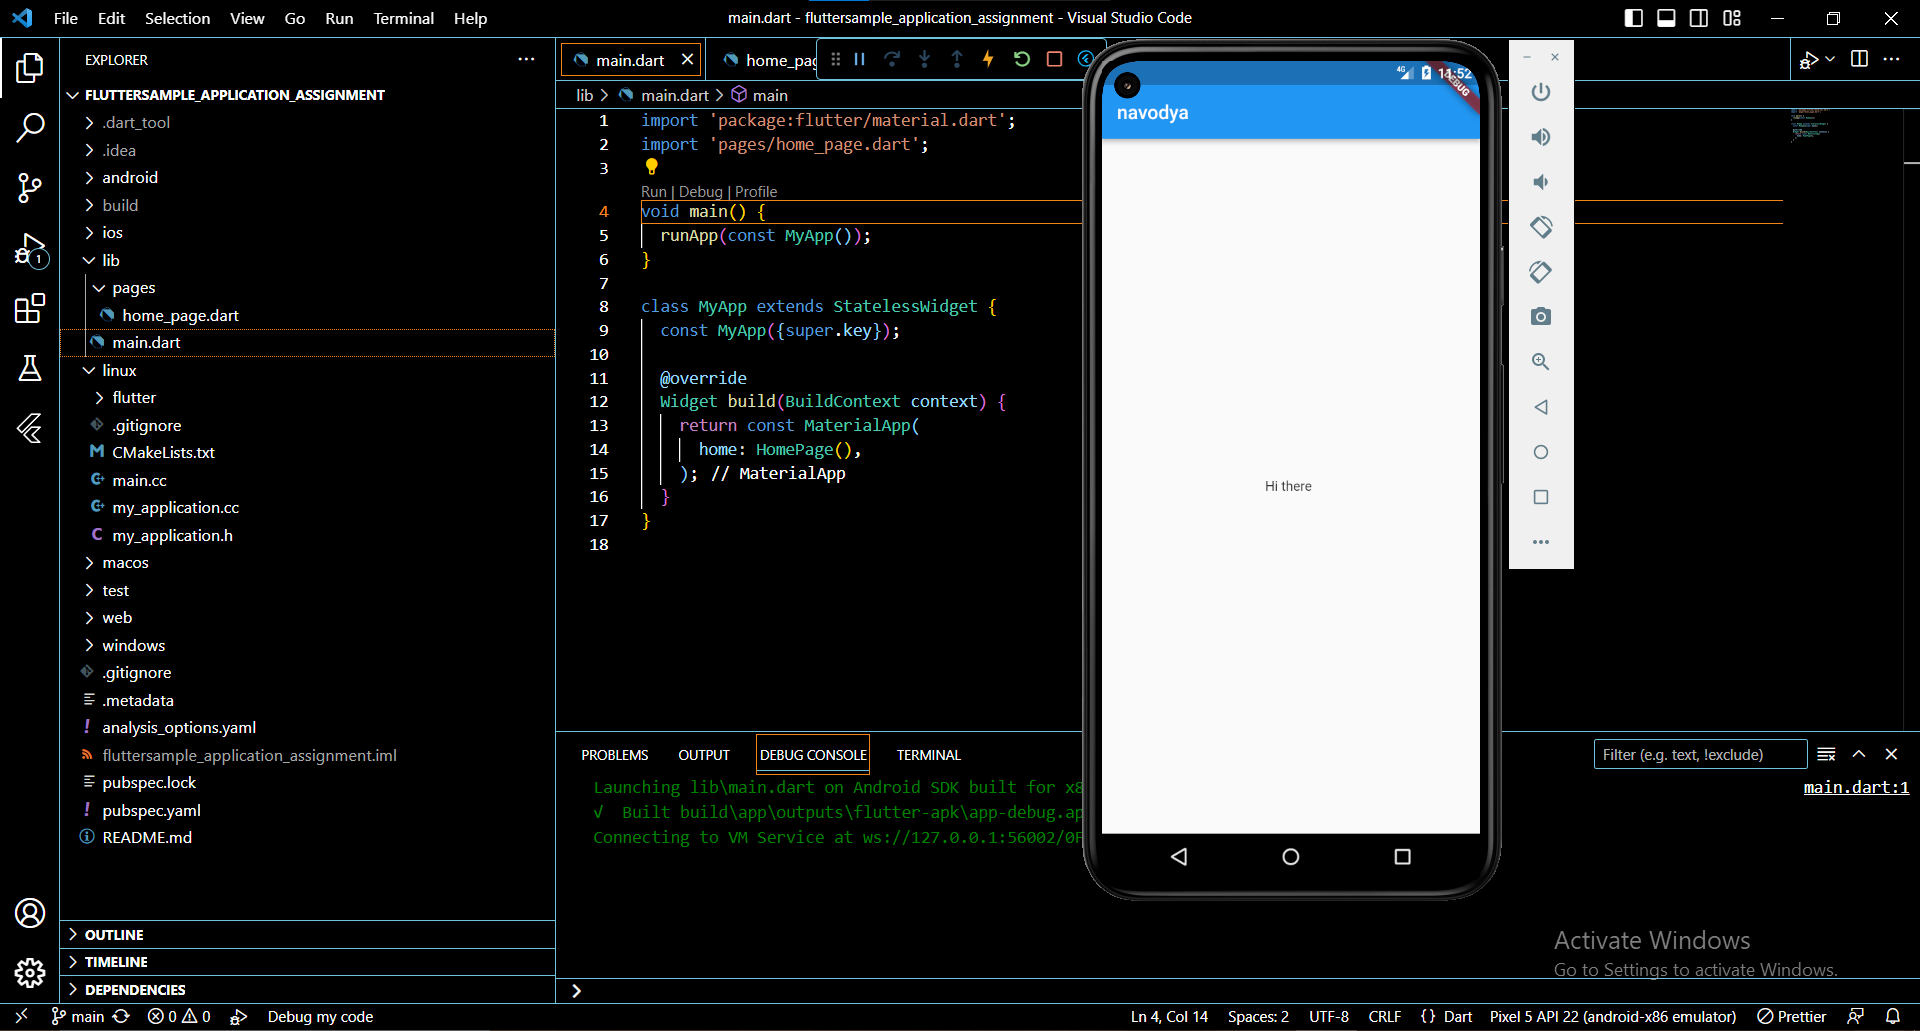 File Edit Selection View Go Run Terminal Help
main.dart - fluttersample_application_assignment - Visual Studio Code
EXPLORER
FLUTTERSAMPLE_APPLICATION_ASSIGNMENT
.dart_tool
.idea
android
build
ios
lib
pages
home_page.dart
main.dart
linux
flutter
.gitignore
CMakeLists.txt
main.cc
my_application.cc
my_application.h
macos
test
web
windows
.gitignore
.metadata
analysis_options.yaml
fluttersample_application_assignment.iml
pubspec.lock
pubspec.yaml
README.md
OUTLINE
TIMELINE
DEPENDENCIES
1
main.dart home_pag
lib > main.dart > main
1 import 'package:flutter/material.dart';
2 import 'pages/home_page.dart';
3
Run | Debug | Profile
4 void main() {
5 runApp(const MyApp());
6 }
7
8 class MyApp extends StatelessWidget {
9 const MyApp({super.key});
10
11 @override
12 Widget build(BuildContext context) {
13 return const MaterialApp(
14 home: HomePage(),
15 ); // MaterialApp
16 }
17 }
18
4G 11:52
DEBUG
navodya
Hi there
PROBLEMS OUTPUT DEBUG CONSOLE TERMINAL
Filter (e.g. text, !exclude)
Launching lib\main.dart on Android SDK built for x8
main.dart:1
√ Built build\app\outputs\flutter-apk\app-debug.ap
Connecting to VM Service at ws://127.0.0.1:56002/0F
Activate Windows
Go to Settings to activate Windows.
main 0 0 Debug my code
Ln 4, Col 14 Spaces: 2 UTF-8 CRLF {} Dart Pixel 5 API 22 (android-x86 emulator) Prettier